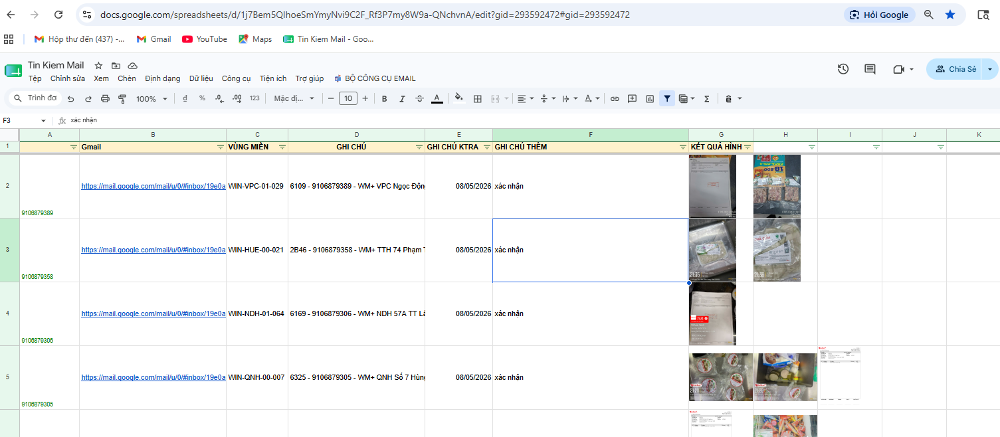 docs.google.com/spreadsheets/d/1j7Bem5QIhoeSmYmyNvi9C2F_Rf3P7my8W9a-QNchvnA/edit?gid=293592472#gid=293592472
Hỏi Google
Hộp thư đến (437) -...
Gmail
YouTube
Maps
Tin Kiem Mail - Goo...
Tin Kiem Mail
Tệp Chỉnh sửa Xem Chèn Định dạng Dữ liệu Công cụ Tiện ích Trợ giúp BỘ CÔNG CỤ EMAIL
Chia Sẻ
Trình đơ 100% đ % .0 .00 123 Mặc đị... 10 B I S A
F3 fx xác nhận
A B C D E F G H I J K
1 Gmail VÙNG MIỀN GHI CHÚ GHI CHÚ KTRA GHI CHÚ THÊM KẾT QUẢ HÌNH
2 9106879389 https://mail.google.com/mail/u/0/#inbox/19e0a WIN-VPC-01-029 6109 - 9106879389 - WM+ VPC Ngọc Độn 08/05/2026 xác nhận
3 9106879358 https://mail.google.com/mail/u/0/#inbox/19e0a WIN-HUE-00-021 2B46 - 9106879358 - WM+ TTH 74 Phạm 08/05/2026 xác nhận
4 9106879306 https://mail.google.com/mail/u/0/#inbox/19e0a WIN-NDH-01-064 6169 - 9106879306 - WM+ NDH 57A TT Lâ 08/05/2026 xác nhận
5 9106879305 https://mail.google.com/mail/u/0/#inbox/19e0a WIN-QNH-00-007 6325 - 9106879305 - WM+ QNH Số 7 Hùng 08/05/2026 xác nhận